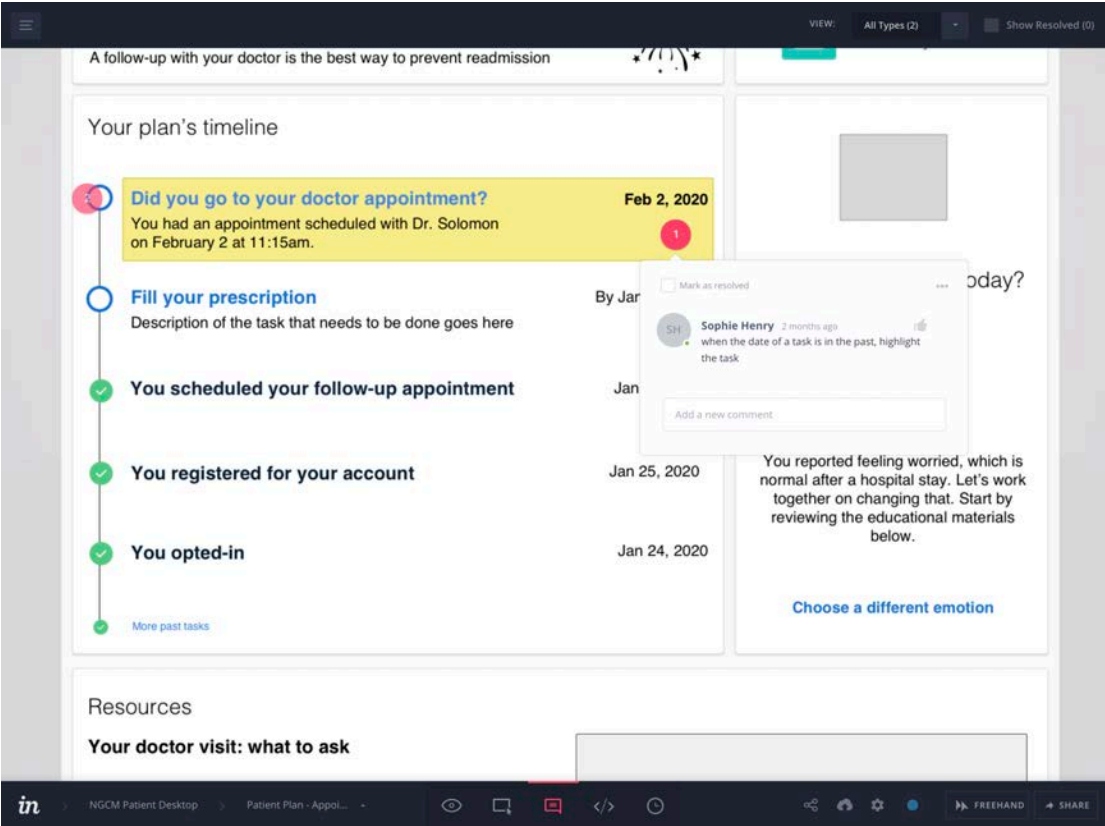 VIEW:
All Types (2)
Show Resolved (0)
A follow-up with your doctor is the best way to prevent readmission
Your plan's timeline
Did you go to your doctor appointment?
Feb 2, 2020
You had an appointment scheduled with Dr. Solomon
on February 2 at 11:15am.
1
Fill your prescription
By Jan
Description of the task that needs to be done goes here
You scheduled your follow-up appointment
Jan
You registered for your account
Jan 25, 2020
You opted-in
Jan 24, 2020
More past tasks
Mark as resolved
SH
Sophie Henry 2 months ago
when the date of a task is in the past, highlight
the task
Add a new comment
oday?
You reported feeling worried, which is
normal after a hospital stay. Let's work
together on changing that. Start by
reviewing the educational materials
below.
Choose a different emotion
Resources
Your doctor visit: what to ask
in
NGCM Patient Desktop
Patient Plan - Appoi...
</>
FREEHAND
SHARE